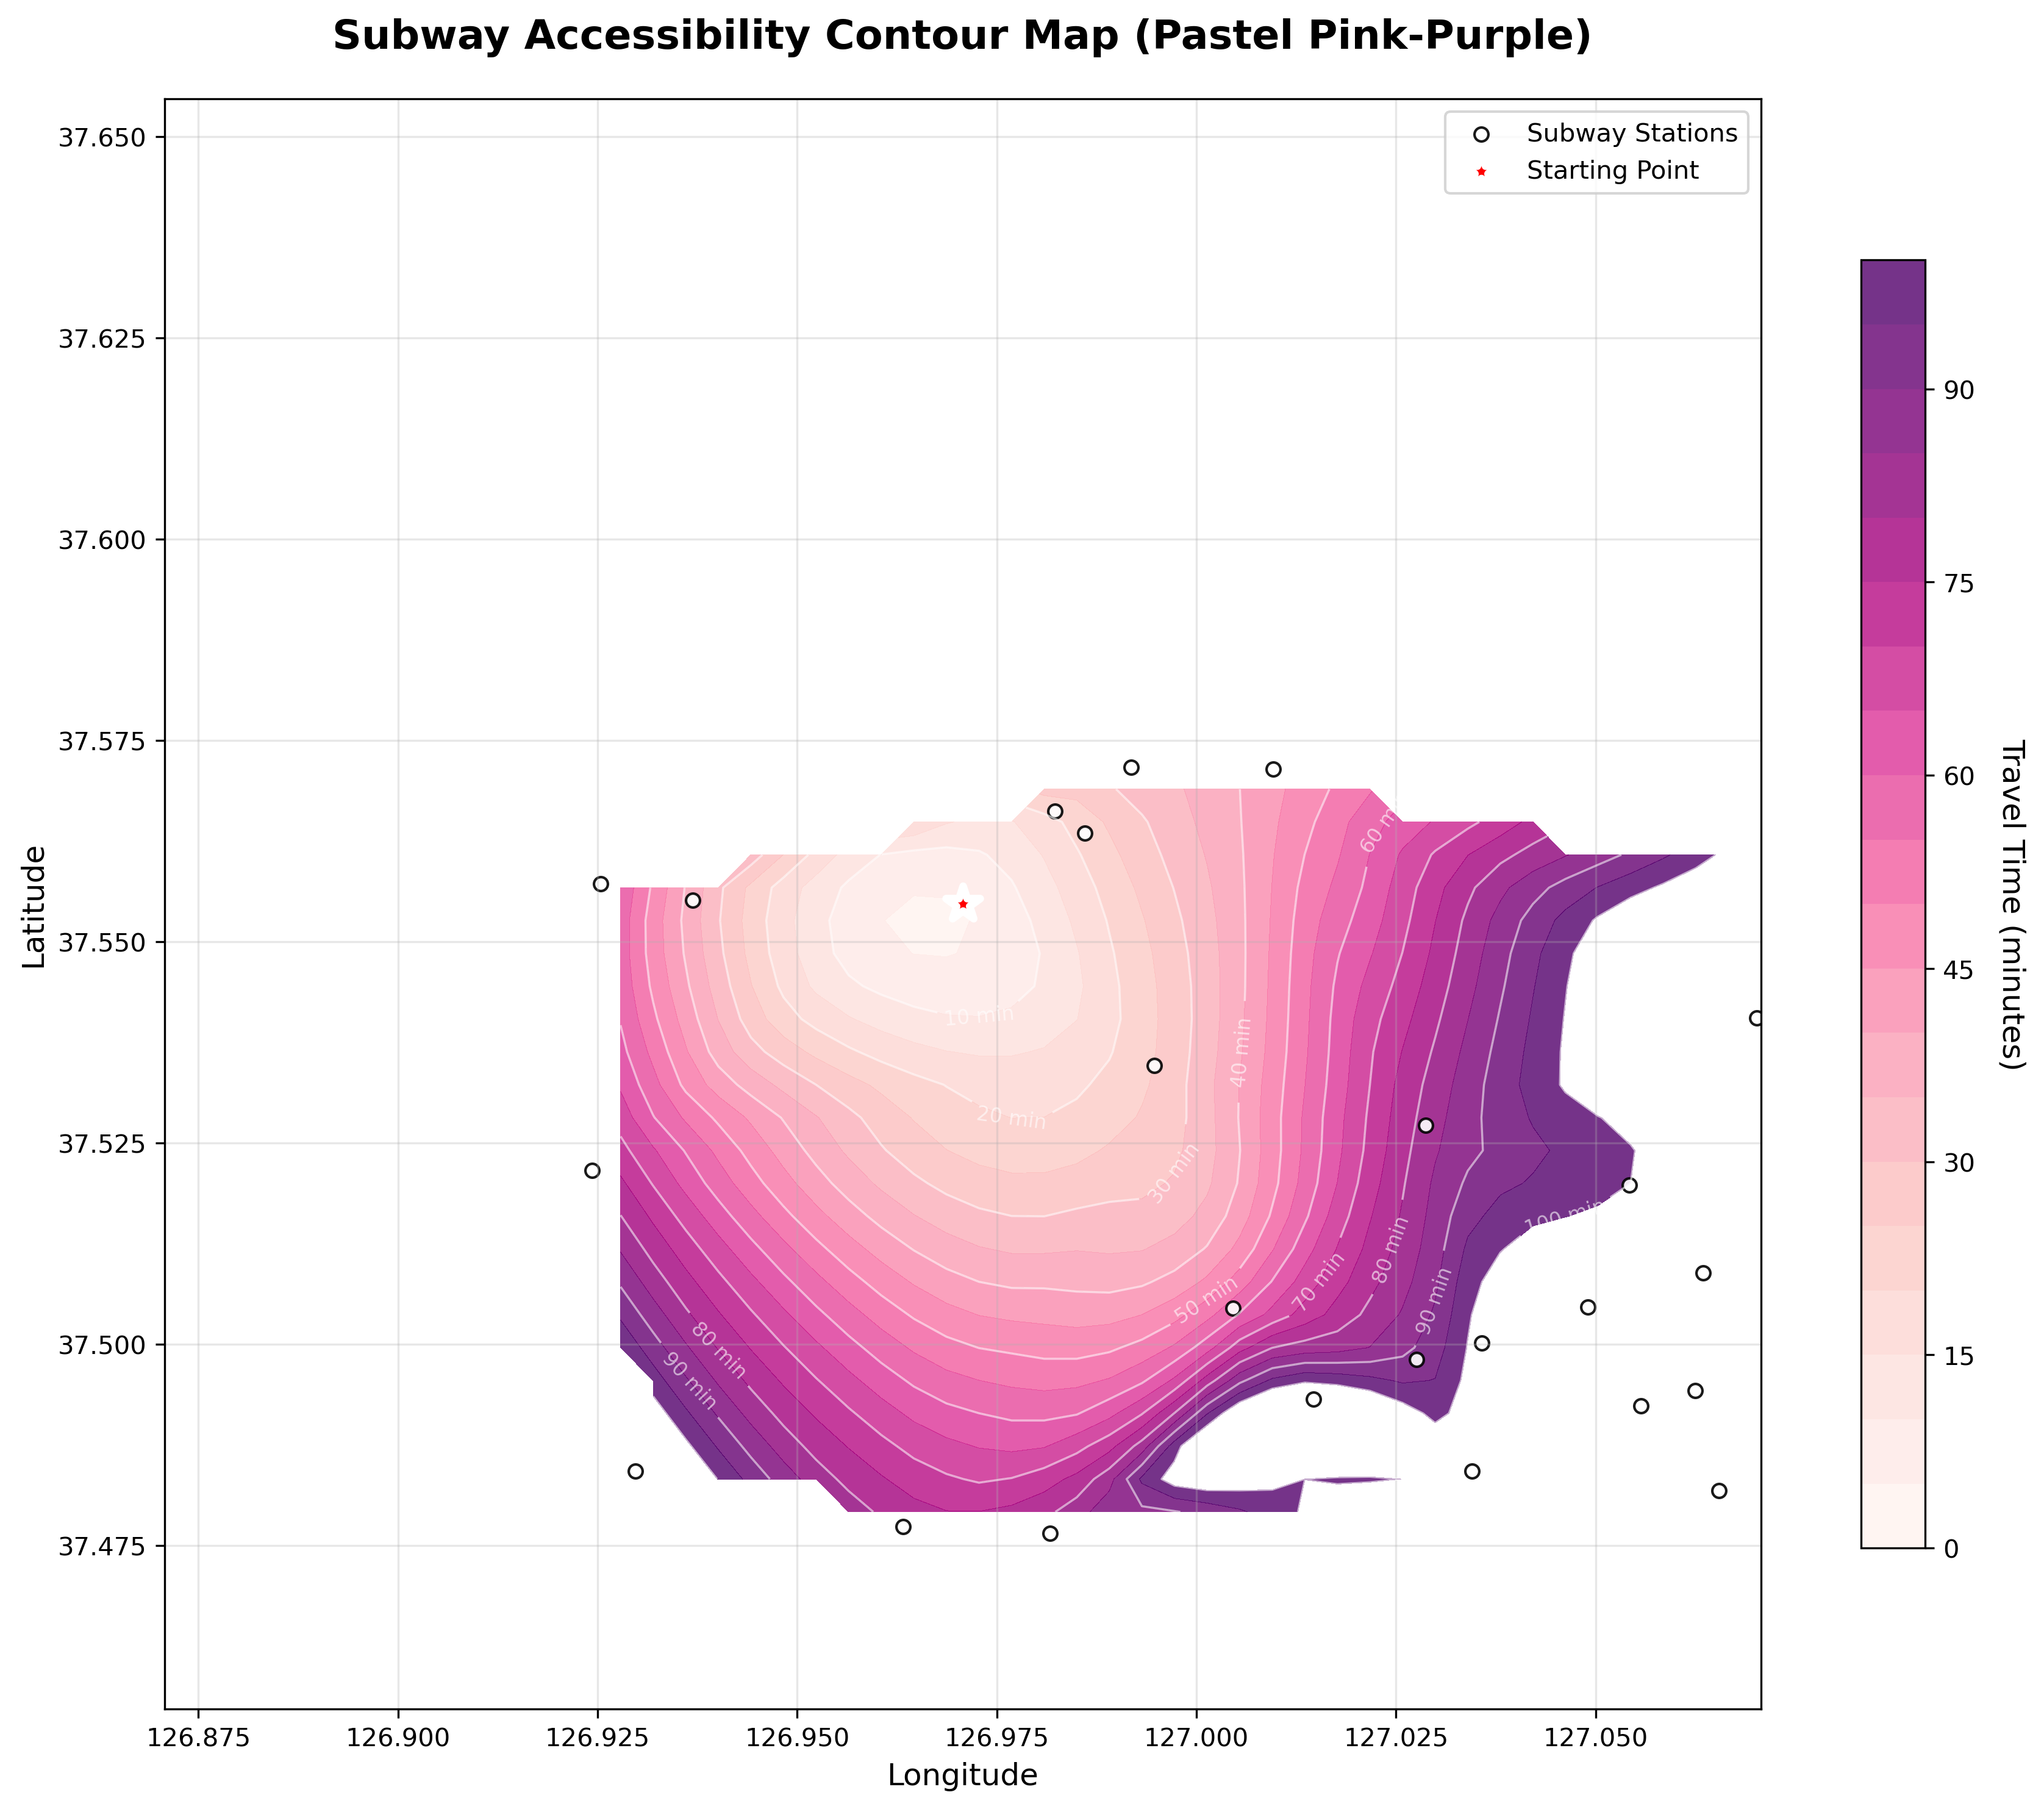 Subway Accessibility Contour Map (Pastel Pink-Purple)
Subway Stations
Starting Point
37.650
37.625
37.600
37.575
37.550
37.525
37.500
37.475
Latitude
60 m
10 min
40 min
20 min
30 min
100 min
50 min
70 min
80 min
90 min
80 min
90 min
126.875
126.900
126.925
126.950
126.975
127.000
127.025
127.050
Longitude
90
75
60
45
30
15
0
Travel Time (minutes)